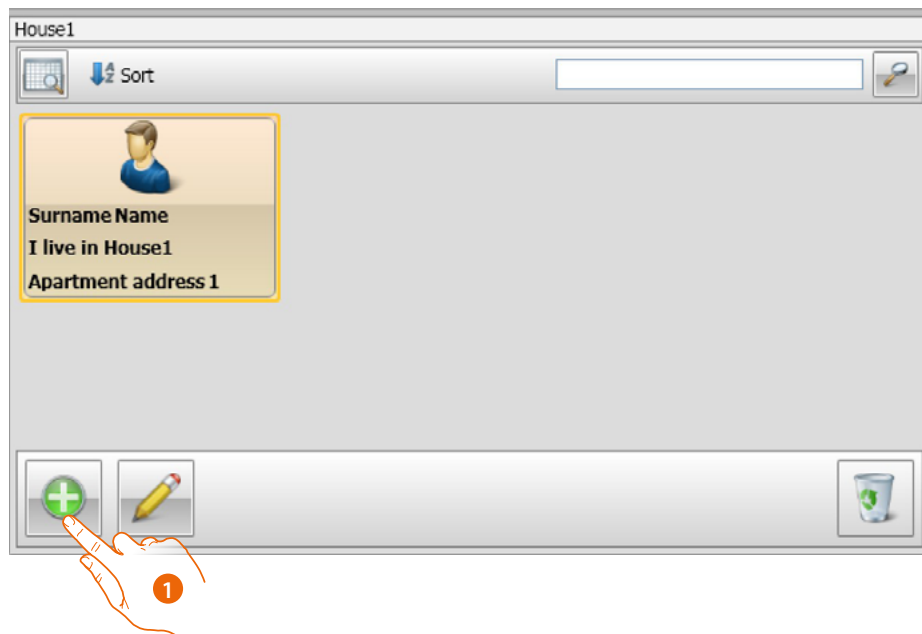 House1
Sort
Surname Name
I live in House1
Apartment address 1
1